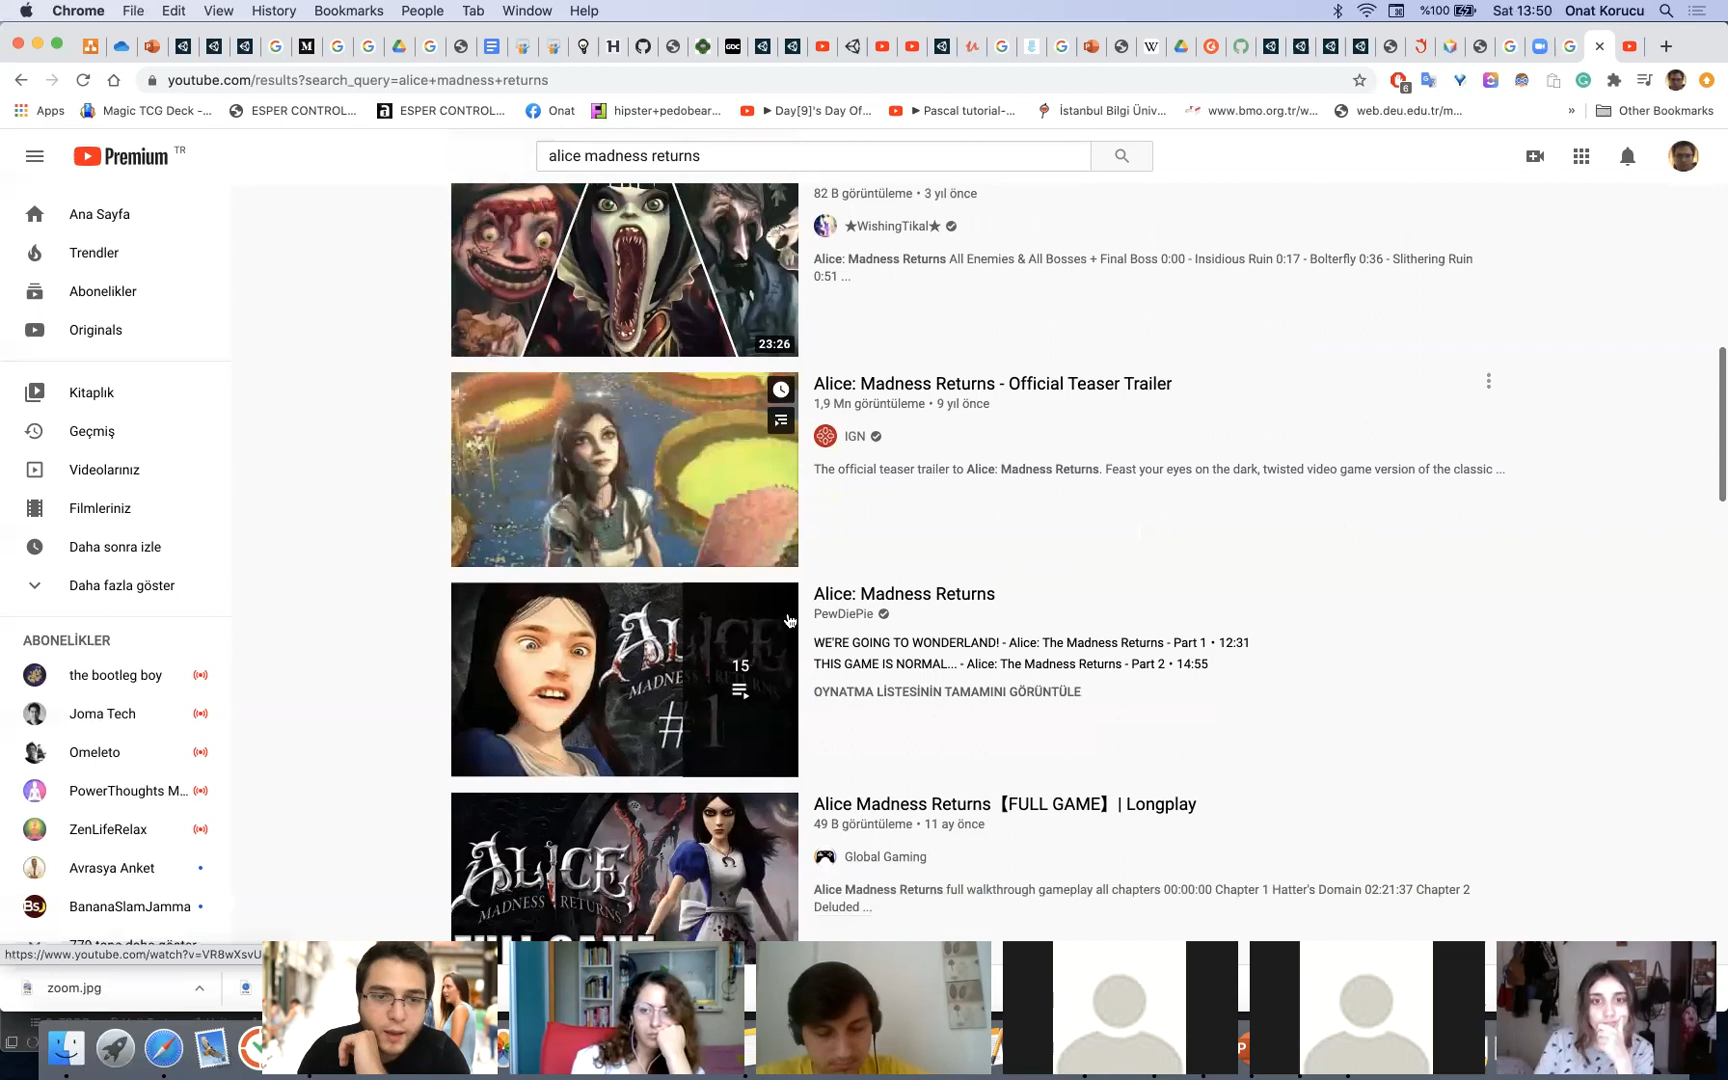 Chrome File Edit View History Bookmarks People Tab Window Help %100 Sat 13:50 Onat Korucu
youtube.com/results?search_query=alice+madness+returns
6
Apps Magic TCG Deck -... ESPER CONTROL... ESPER CONTROL... Onat hipster+pedobear... ► Day[9]'s Day Of... ► Pascal tutorial-... İstanbul Bilgi Üniv... www.bmo.org.tr/w... web.deu.edu.tr/m... » Other Bookmarks
Premium TR
alice madness returns
Ana Sayfa
Trendler
Abonelikler
Originals
Kitaplık
Geçmiş
Videolarınız
Filmleriniz
Daha sonra izle
Daha fazla göster
ABONELİKLER
the bootleg boy
Joma Tech
Omeleto
PowerThoughts M...
ZenLifeRelax
Avrasya Anket
BananaSlamJamma
82 B görüntüleme • 3 yıl önce
★WishingTikal★
Alice: Madness Returns All Enemies & All Bosses + Final Boss 0:00 - Insidious Ruin 0:17 - Bolterfly 0:36 - Slithering Ruin
0:51 ...
23:26
Alice: Madness Returns - Official Teaser Trailer
1,9 Mn görüntüleme • 9 yıl önce
IGN
The official teaser trailer to Alice: Madness Returns. Feast your eyes on the dark, twisted video game version of the classic ...
#1
15
Alice: Madness Returns
PewDiePie
WE'RE GOING TO WONDERLAND! - Alice: The Madness Returns - Part 1 • 12:31
THIS GAME IS NORMAL... - Alice: The Madness Returns - Part 2 • 14:55
OYNATMA LİSTESİNİN TAMAMINI GÖRÜNTÜLE
ALICE
MADNESS RETURNS
Alice Madness Returns【FULL GAME】| Longplay
49 B görüntüleme • 11 ay önce
Global Gaming
Alice Madness Returns full walkthrough gameplay all chapters 00:00:00 Chapter 1 Hatter's Domain 02:21:37 Chapter 2
Deluded ...
https://www.youtube.com/watch?v=VR8wXsvU
zoom.jpg